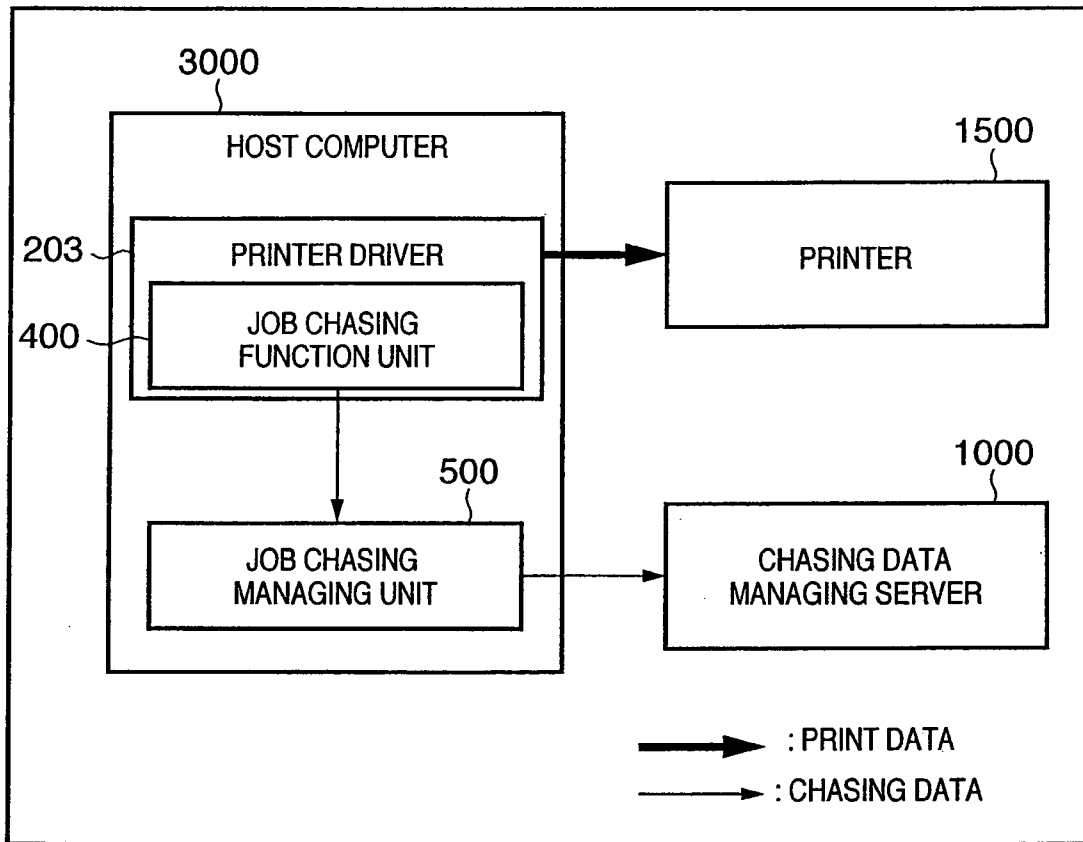 3000
HOST COMPUTER
1500
203
PRINTER DRIVER
PRINTER
400
JOB CHASING
FUNCTION UNIT
500
1000
JOB CHASING
MANAGING UNIT
CHASING DATA
MANAGING SERVER
: PRINT DATA
: CHASING DATA